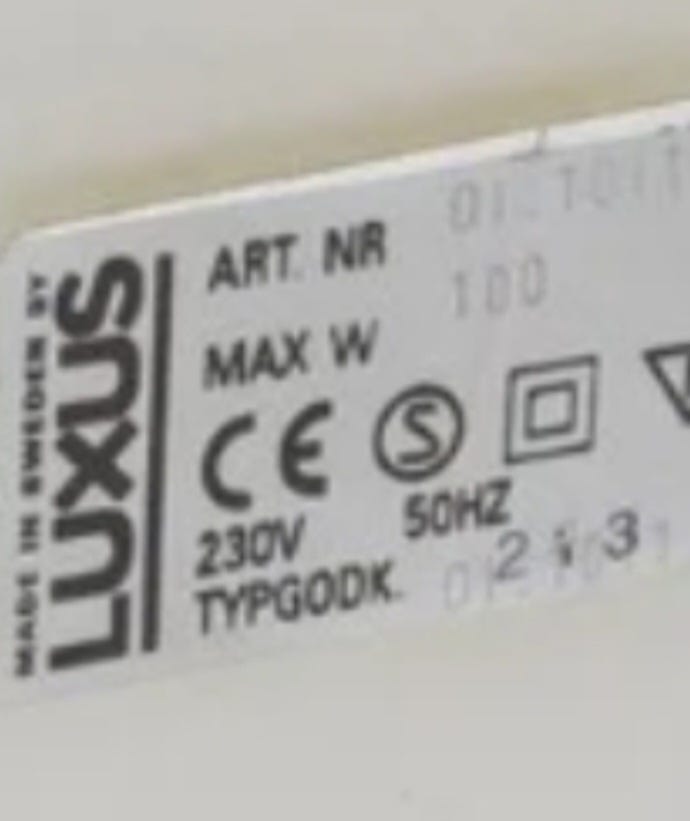 MADE IN SWEDEN BY
LUXUS
ART. NR
MAX W 100
CE S
230V 50HZ
TYPGODK.